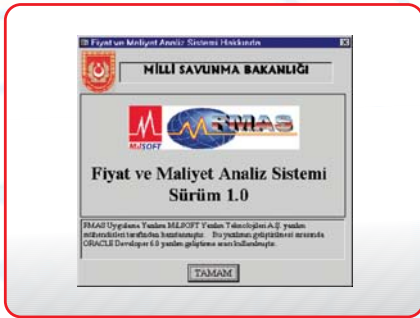 Fiyat ve Maliyet Analiz Sistemi Hakkında
MİLLİ SAVUNMA BAKANLIĞI
MilSOFT
FMAS
Fiyat ve Maliyet Analiz Sistemi
Sürüm 1.0
FMAS Uygulama Yazılımı MİLSOFT Yazılım Teknolojileri A.Ş. yazılım
mühendisleri tarafından hazırlanmıştır. Bu yazılımın geliştirilmesi sırasında
ORACLE Developer 6.0 yazılım geliştirme aracı kullanılmıştır.
TAMAM